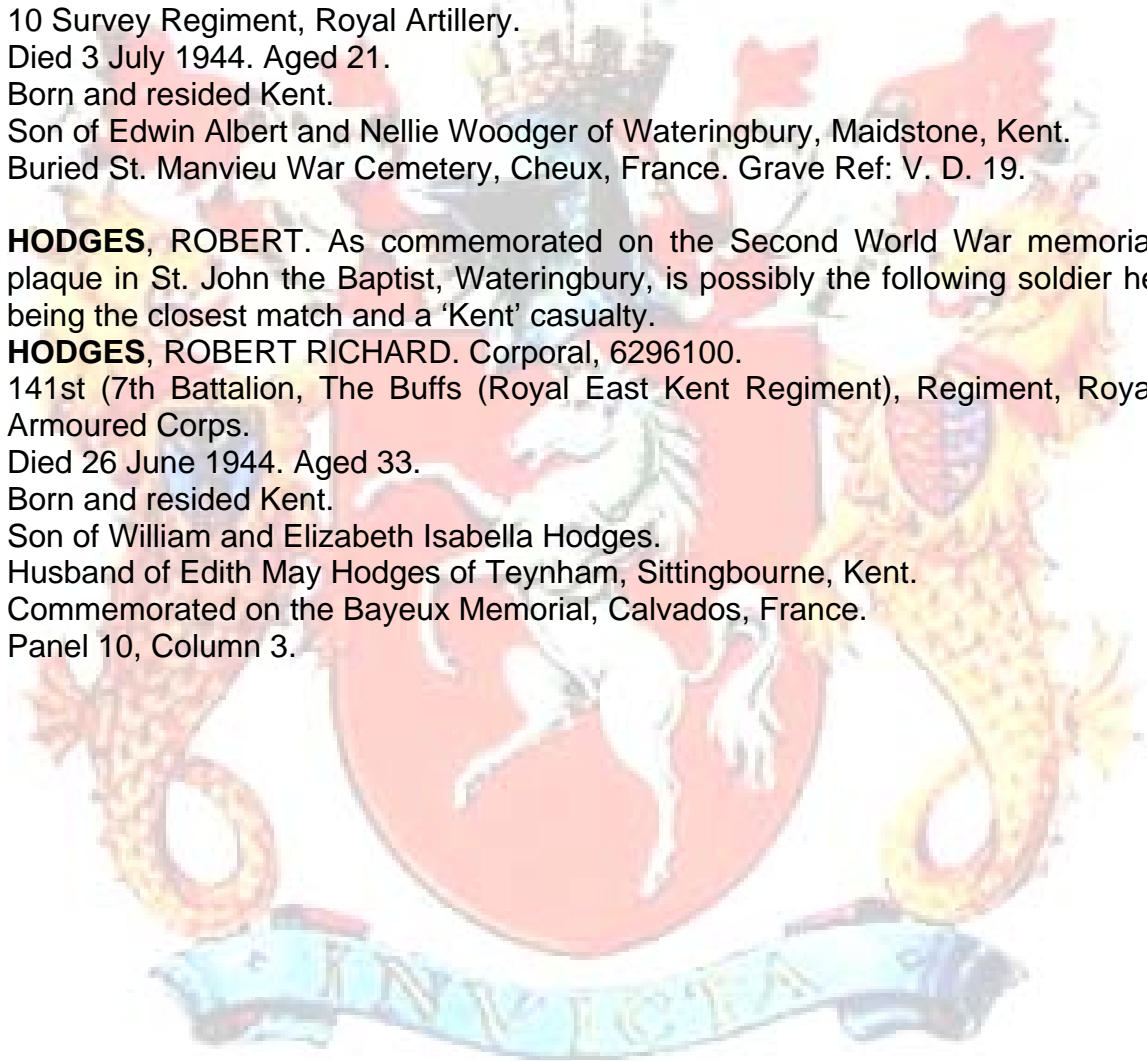 10 Survey Regiment, Royal Artillery.
Died 3 July 1944. Aged 21.
Born and resided Kent.
Son of Edwin Albert and Nellie Woodger of Wateringbury, Maidstone, Kent.
Buried St. Manvieu War Cemetery, Cheux, France. Grave Ref: V. D. 19.
HODGES, ROBERT. As commemorated on the Second World War memoria
plaque in St. John the Baptist, Wateringbury, is possibly the following soldier he
being the closest match and a ‘Kent’ casualty.
HODGES, ROBERT RICHARD. Corporal, 6296100.
141st (7th Battalion, The Buffs (Royal East Kent Regiment), Regiment, Roya
Armoured Corps.
Died 26 June 1944. Aged 33.
Born and resided Kent.
Son of William and Elizabeth Isabella Hodges.
Husband of Edith May Hodges of Teynham, Sittingbourne, Kent.
Commemorated on the Bayeux Memorial, Calvados, France.
Panel 10, Column 3.
INVICTA